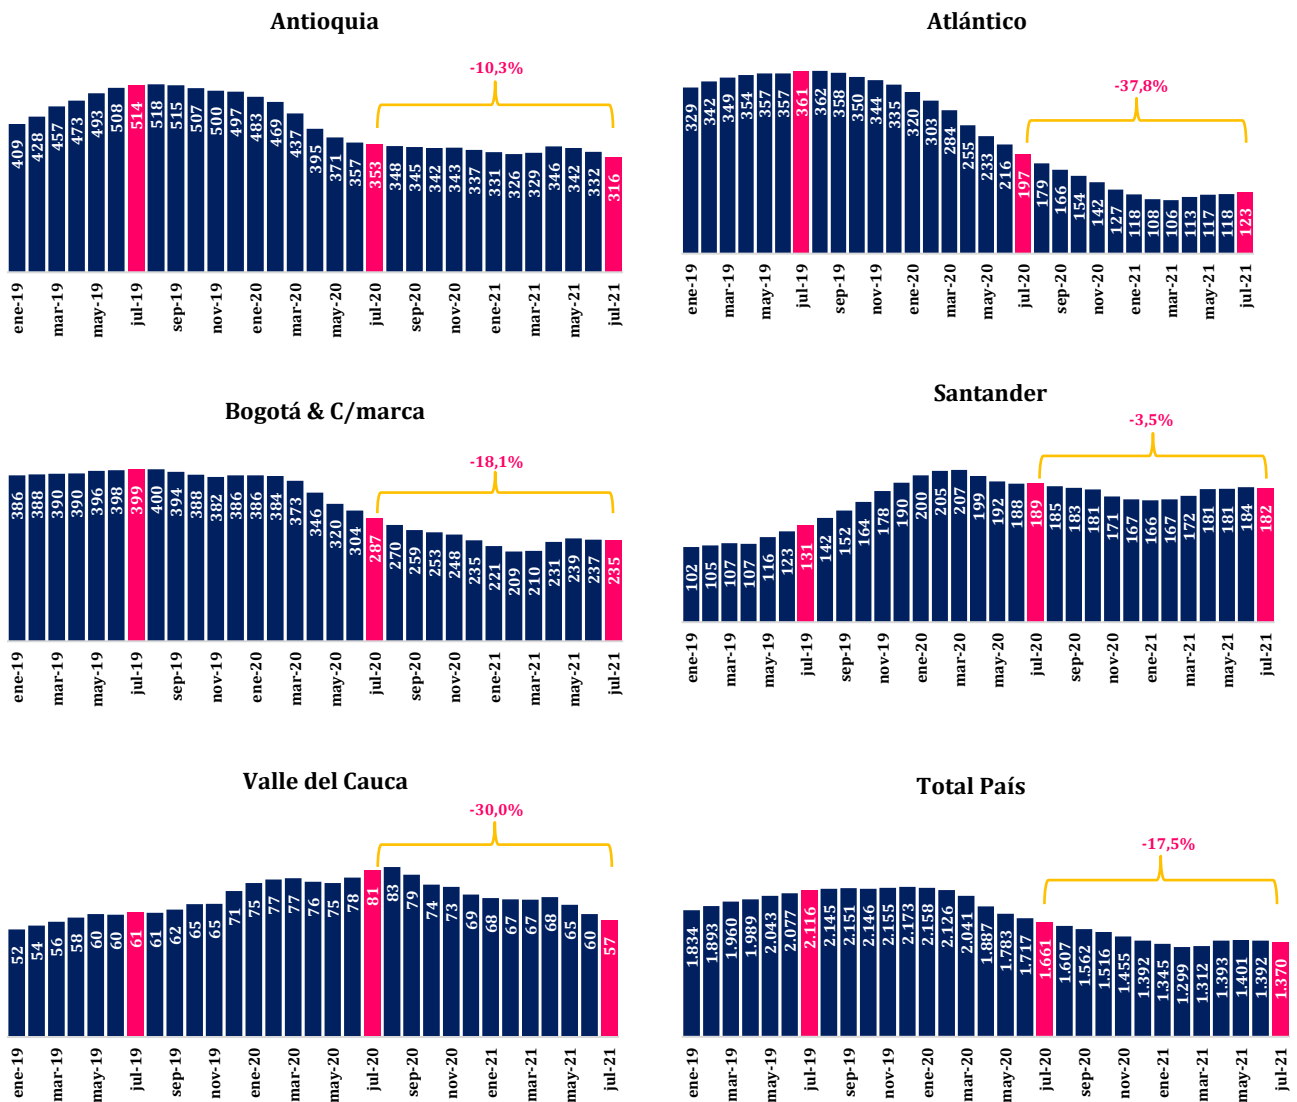 Antioquia
-10,3%
409 428 457 473 493 508 514 518 515 507 500 497 483 469 437 395 371 357 353 348 345 342 343 337 331 326 329 346 342 332 316
ene-19 mar-19 may-19 jul-19 sep-19 nov-19 ene-20 mar-20 may-20 jul-20 sep-20 nov-20 ene-21 mar-21 may-21 jul-21
Atlántico
-37,8%
329 342 349 354 357 357 361 362 358 350 344 335 320 303 284 255 233 216 197 179 166 154 142 127 118 108 106 113 117 118 123
ene-19 mar-19 may-19 jul-19 sep-19 nov-19 ene-20 mar-20 may-20 jul-20 sep-20 nov-20 ene-21 mar-21 may-21 jul-21
Bogotá & C/marca
-18,1%
386 388 390 390 396 398 399 400 394 388 382 386 386 384 373 346 320 304 287 270 259 253 248 235 221 209 210 231 239 237 235
ene-19 mar-19 may-19 jul-19 sep-19 nov-19 ene-20 mar-20 may-20 jul-20 sep-20 nov-20 ene-21 mar-21 may-21 jul-21
Santander
-3,5%
102 105 107 107 116 123 131 142 152 164 178 190 200 205 207 199 192 188 189 185 183 181 171 167 166 167 172 181 181 184 182
ene-19 mar-19 may-19 jul-19 sep-19 nov-19 ene-20 mar-20 may-20 jul-20 sep-20 nov-20 ene-21 mar-21 may-21 jul-21
Valle del Cauca
-30,0%
52 54 56 58 60 60 61 61 62 65 65 71 75 77 77 76 75 78 81 83 79 74 73 69 68 67 67 68 65 60 57
ene-19 mar-19 may-19 jul-19 sep-19 nov-19 ene-20 mar-20 may-20 jul-20 sep-20 nov-20 ene-21 mar-21 may-21 jul-21
Total País
-17,5%
1.834 1.893 1.960 1.989 2.043 2.077 2.116 2.145 2.151 2.146 2.155 2.173 2.158 2.126 2.041 1.887 1.783 1.717 1.661 1.607 1.562 1.516 1.455 1.392 1.345 1.299 1.312 1.393 1.401 1.392 1.370
ene-19 mar-19 may-19 jul-19 sep-19 nov-19 ene-20 mar-20 may-20 jul-20 sep-20 nov-20 ene-21 mar-21 may-21 jul-21